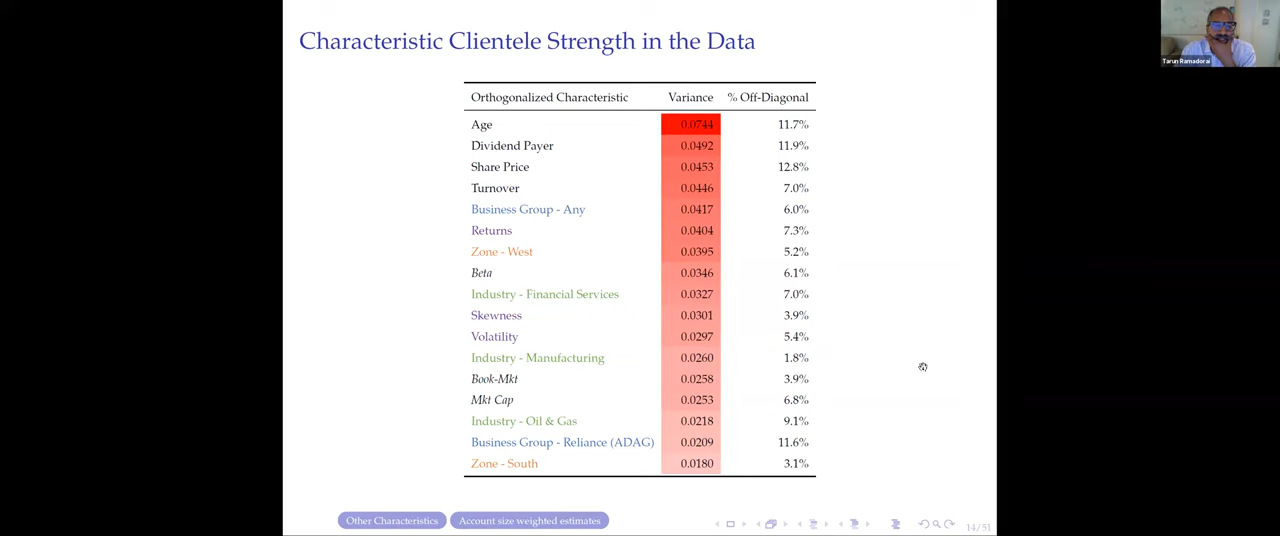 Characteristic Clientele Strength in the Data
Tarun Ramadorai
Orthogonalized Characteristic Variance % Off-Diagonal
Age 0.0744 11.7%
Dividend Payer 0.0492 11.9%
Share Price 0.0453 12.8%
Turnover 0.0446 7.0%
Business Group - Any 0.0417 6.0%
Returns 0.0404 7.3%
Zone - West 0.0395 5.2%
Beta 0.0346 6.1%
Industry - Financial Services 0.0327 7.0%
Skewness 0.0301 3.9%
Volatility 0.0297 5.4%
Industry - Manufacturing 0.0260 1.8%
Book-Mkt 0.0258 3.9%
Mkt Cap 0.0253 6.8%
Industry - Oil & Gas 0.0218 9.1%
Business Group - Reliance (ADAG) 0.0209 11.6%
Zone - South 0.0180 3.1%
Other Characteristics Account size weighted estimates
14/51